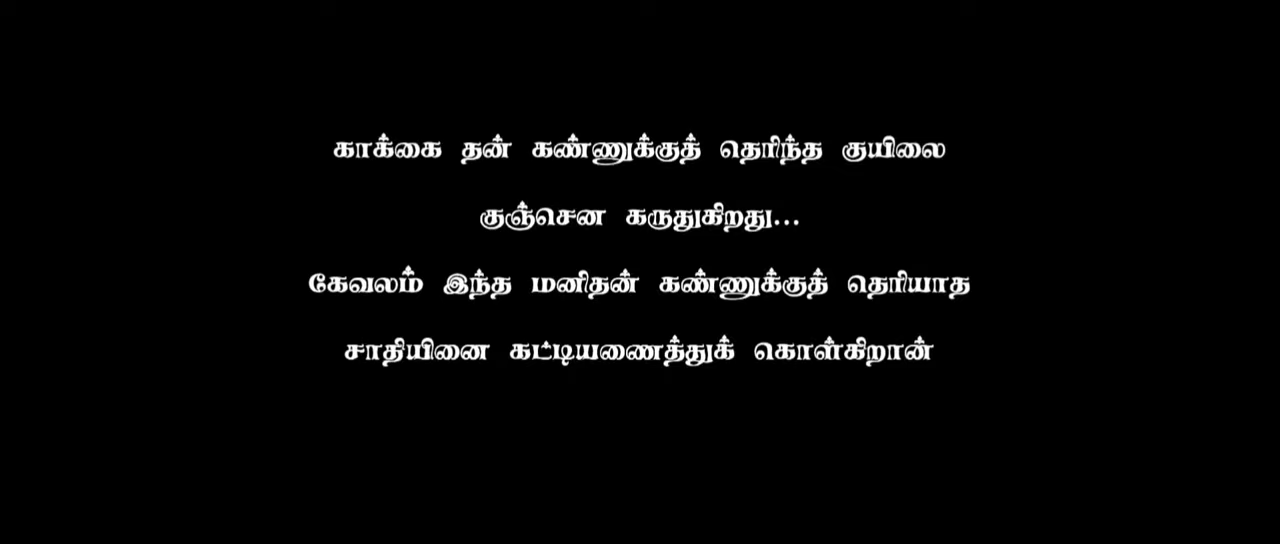 காக்கை தன் கண்ணுக்குத் தெரிந்த குயிலை
குஞ்சென கருதுகிறது...
கேவலம் இந்த மனிதன் கண்ணுக்குத் தெரியாத
சாதியினை கட்டியணைத்துக் கொள்கிறான்